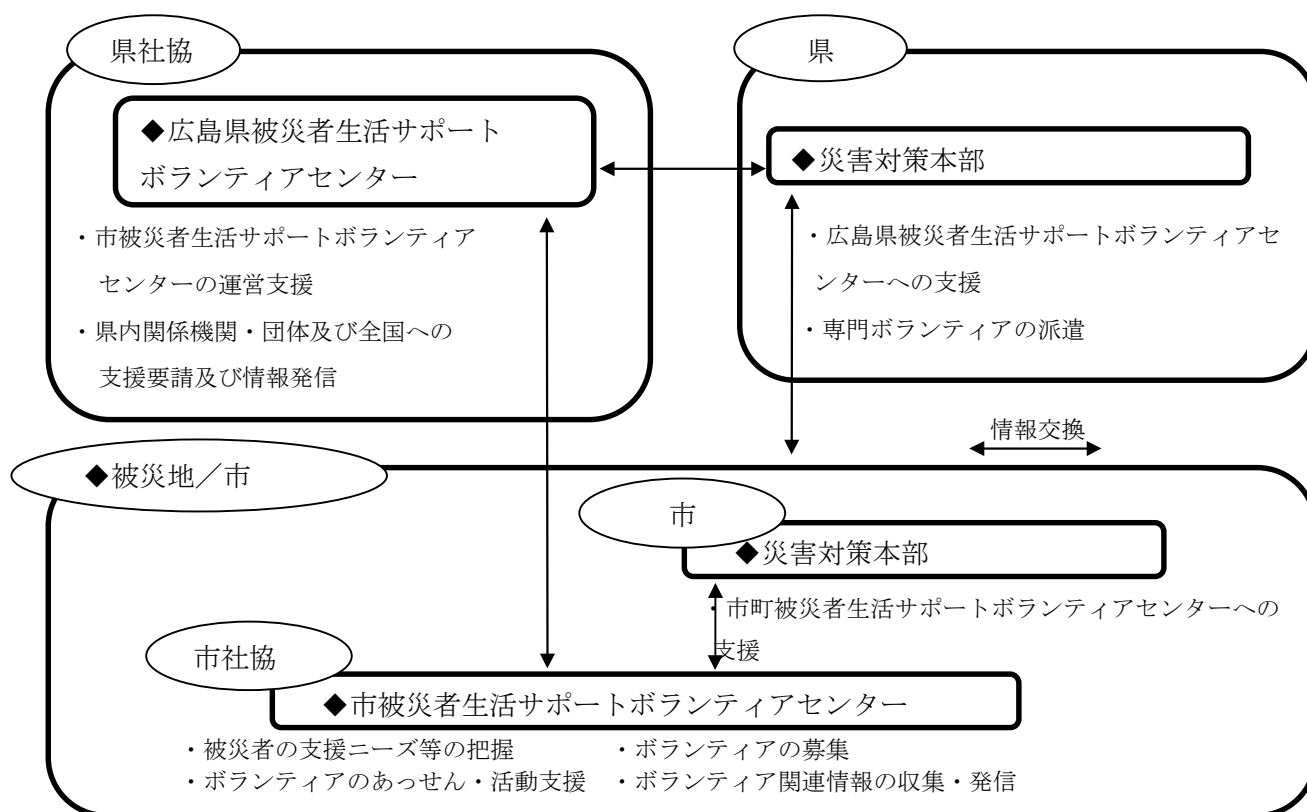 県社協
◆広島県被災者生活サポート
ボランティアセンター
・市被災者生活サポートボランティア
センターの運営支援
・県内関係機関・団体及び全国への
支援要請及び情報発信
県
◆災害対策本部
・広島県被災者生活サポートボランティアセ
ンターへの支援
・専門ボランティアの派遣
情報交換
◆被災地／市
市
◆災害対策本部
・市町被災者生活サポートボランティアセンターへの
支援
市社協
◆市被災者生活サポートボランティアセンター
・被災者の支援ニーズ等の把握
・ボランティアの募集
・ボランティアのあっせん・活動支援
・ボランティア関連情報の収集・発信